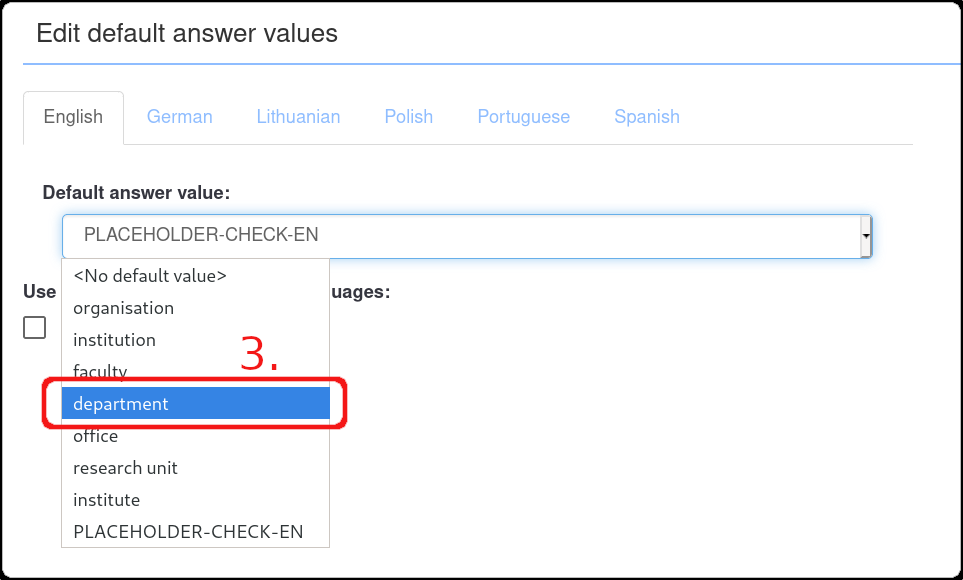 Edit default answer values
English German Lithuanian Polish Portuguese Spanish
Default answer value:
PLACEHOLDER-CHECK-EN
<No default value>
Use uages:
organisation
institution
3.
faculty
department
office
research unit
institute
PLACEHOLDER-CHECK-EN